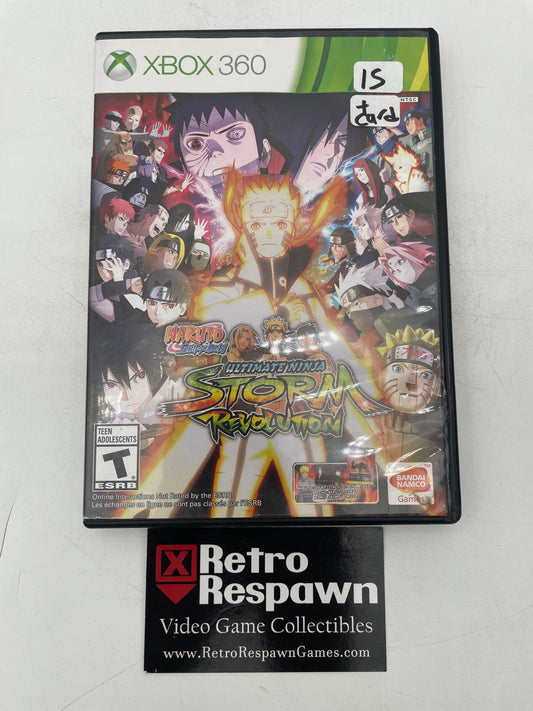 XBOX 360
15
card
NTSC
NARUTO
SHIPPUDEN
ULTIMATE NINJA
STORM
REVOLUTION
TEEN
ADOLESCENTS
T
ESRB
Online Interactions Not Rated by the ESRB
Les échanges en ligne ne sont pas classés par l'ESRB
BANDAI
NAMCO
Games
Retro
Respawn
Video Game Collectibles
www.RetroRespawnGames.com